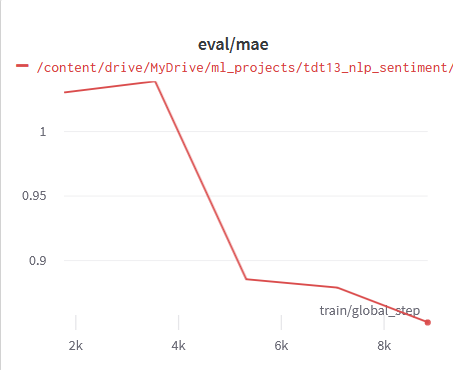 eval/mae
/content/drive/MyDrive/ml_projects/tdt13_nlp_sentiment/
1
0.95
0.9
train/global_step
2k 4k 6k 8k